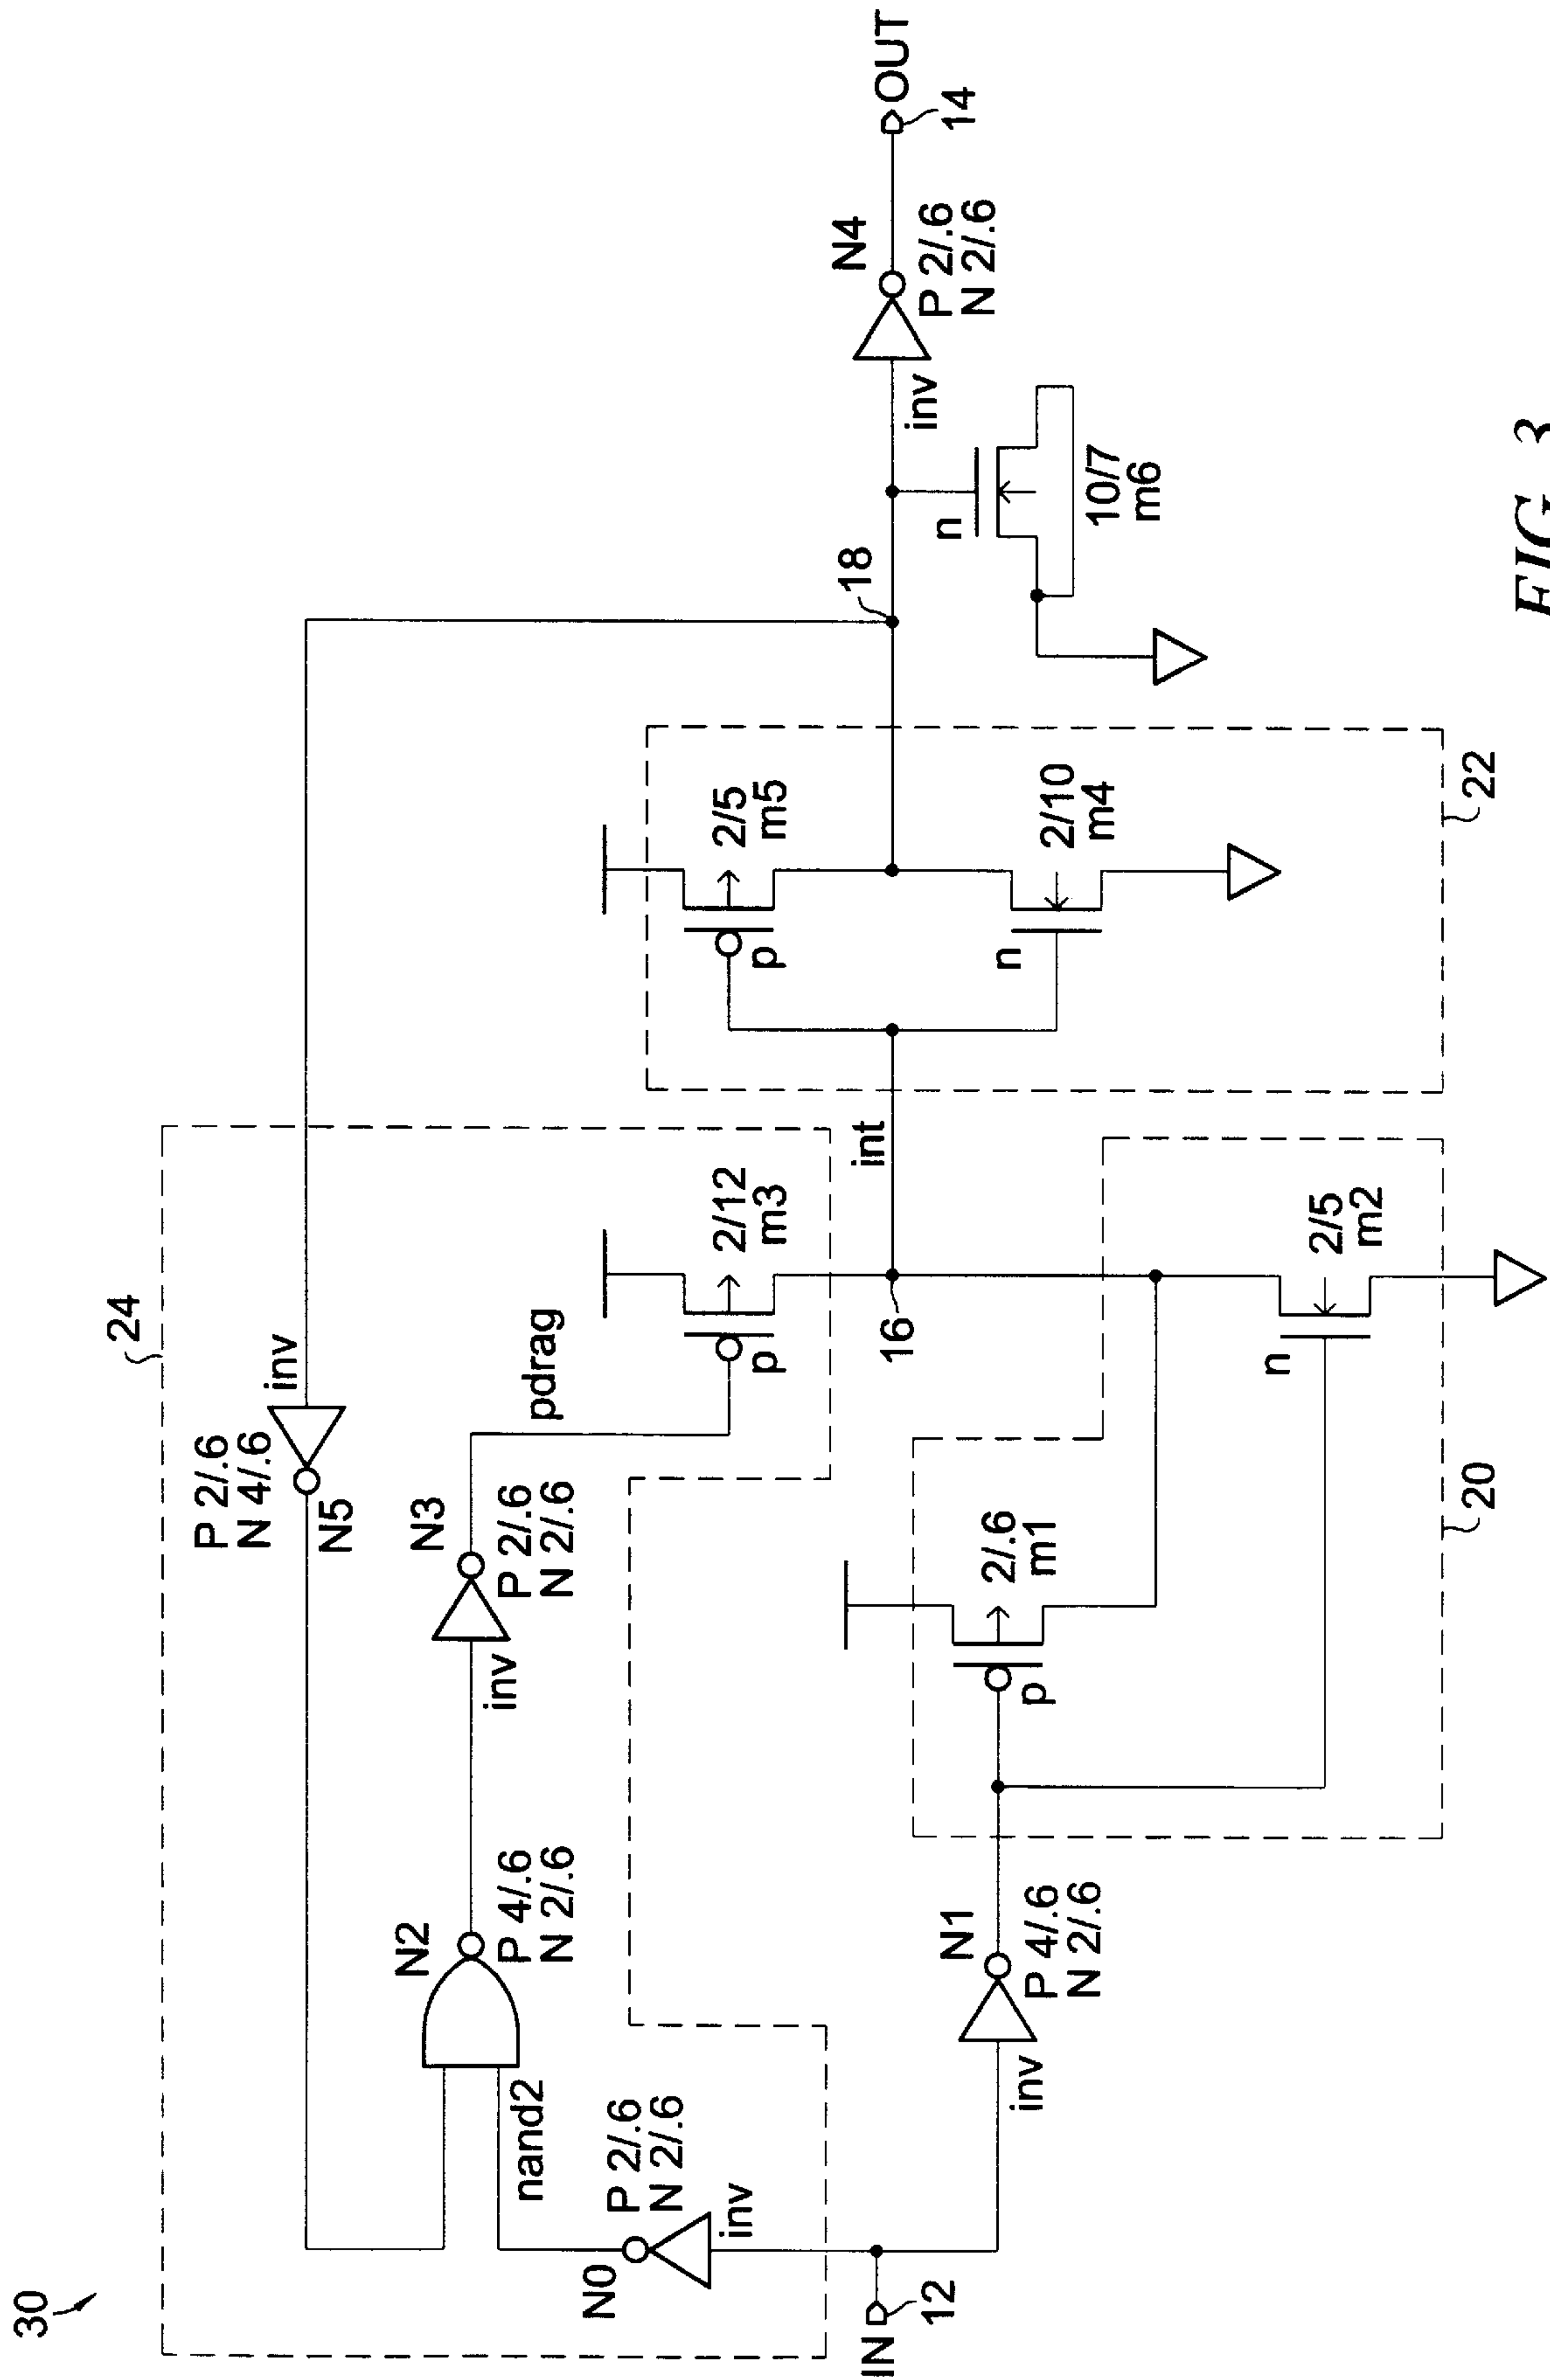 30
24
P 2/.6
N 4/.6
inv
N5
N2
P 4/.6
N 2/.6
nand2
N3
P 2/.6
N 2/.6
inv
pdrag
2/12
m3
p
N0
P 2/.6
N 2/.6
inv
IN
12
N1
P 4/.6
N 2/.6
inv
2/.6
m1
p
20
2/5
m2
n
16
int
2/5
m5
p
2/10
m4
n
22
18
n
10/7
m6
inv
N4
P 2/.6
N 2/.6
OUT
14
FIG. 3